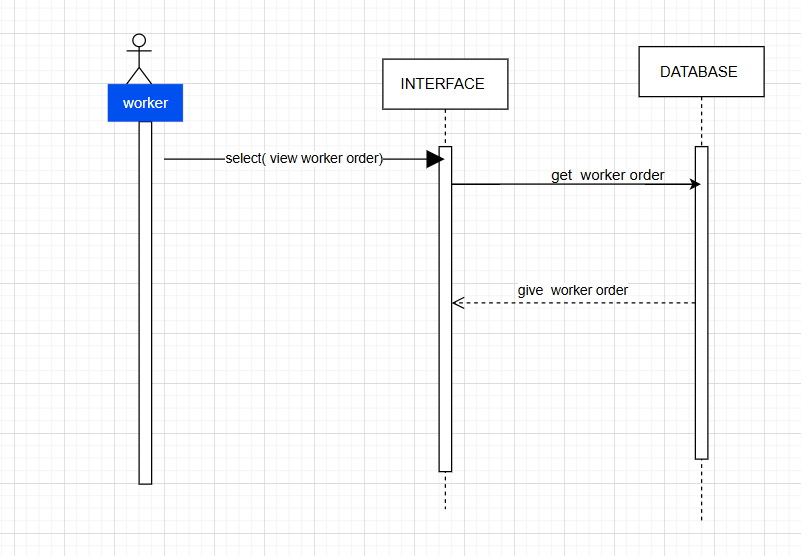 INTERFACE
DATABASE
worker
select( view worker order)
get  worker order
give  worker order